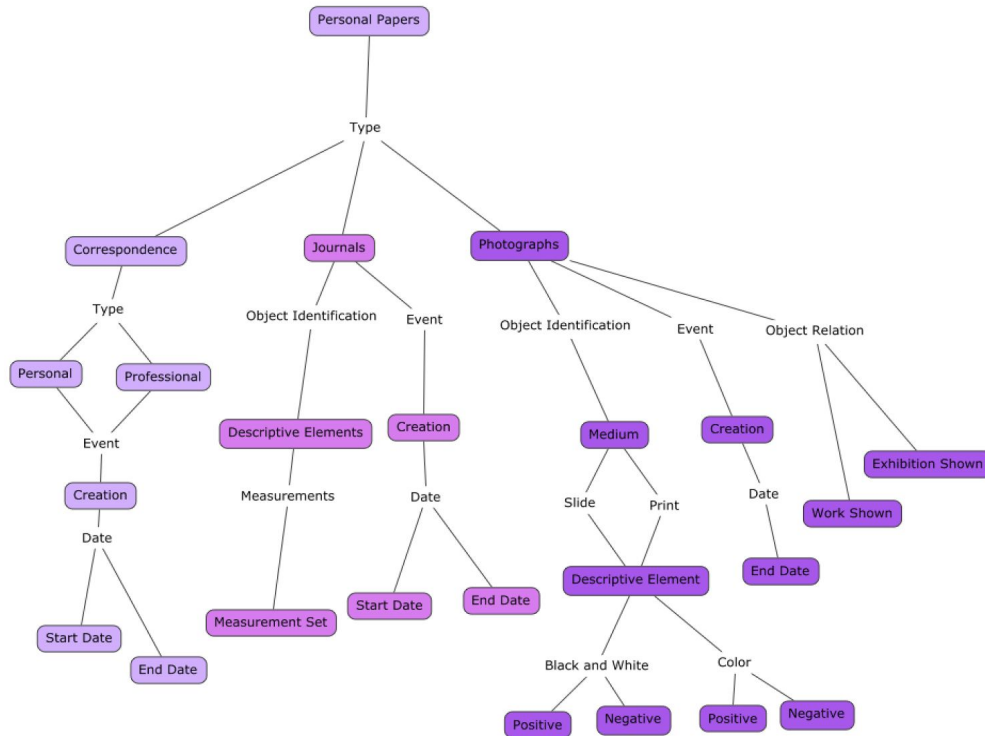 Personal Papers
Type
Correspondence
Journals
Photographs
Type
Object Identification
Event
Object Identification
Event
Object Relation
Personal
Professional
Descriptive Elements
Creation
Medium
Creation
Exhibition Shown
Event
Creation
Measurements
Date
Slide
Print
Date
Work Shown
Date
Descriptive Element
End Date
Measurement Set
Start Date
End Date
Start Date
End Date
Black and White
Color
Positive
Negative
Positive
Negative